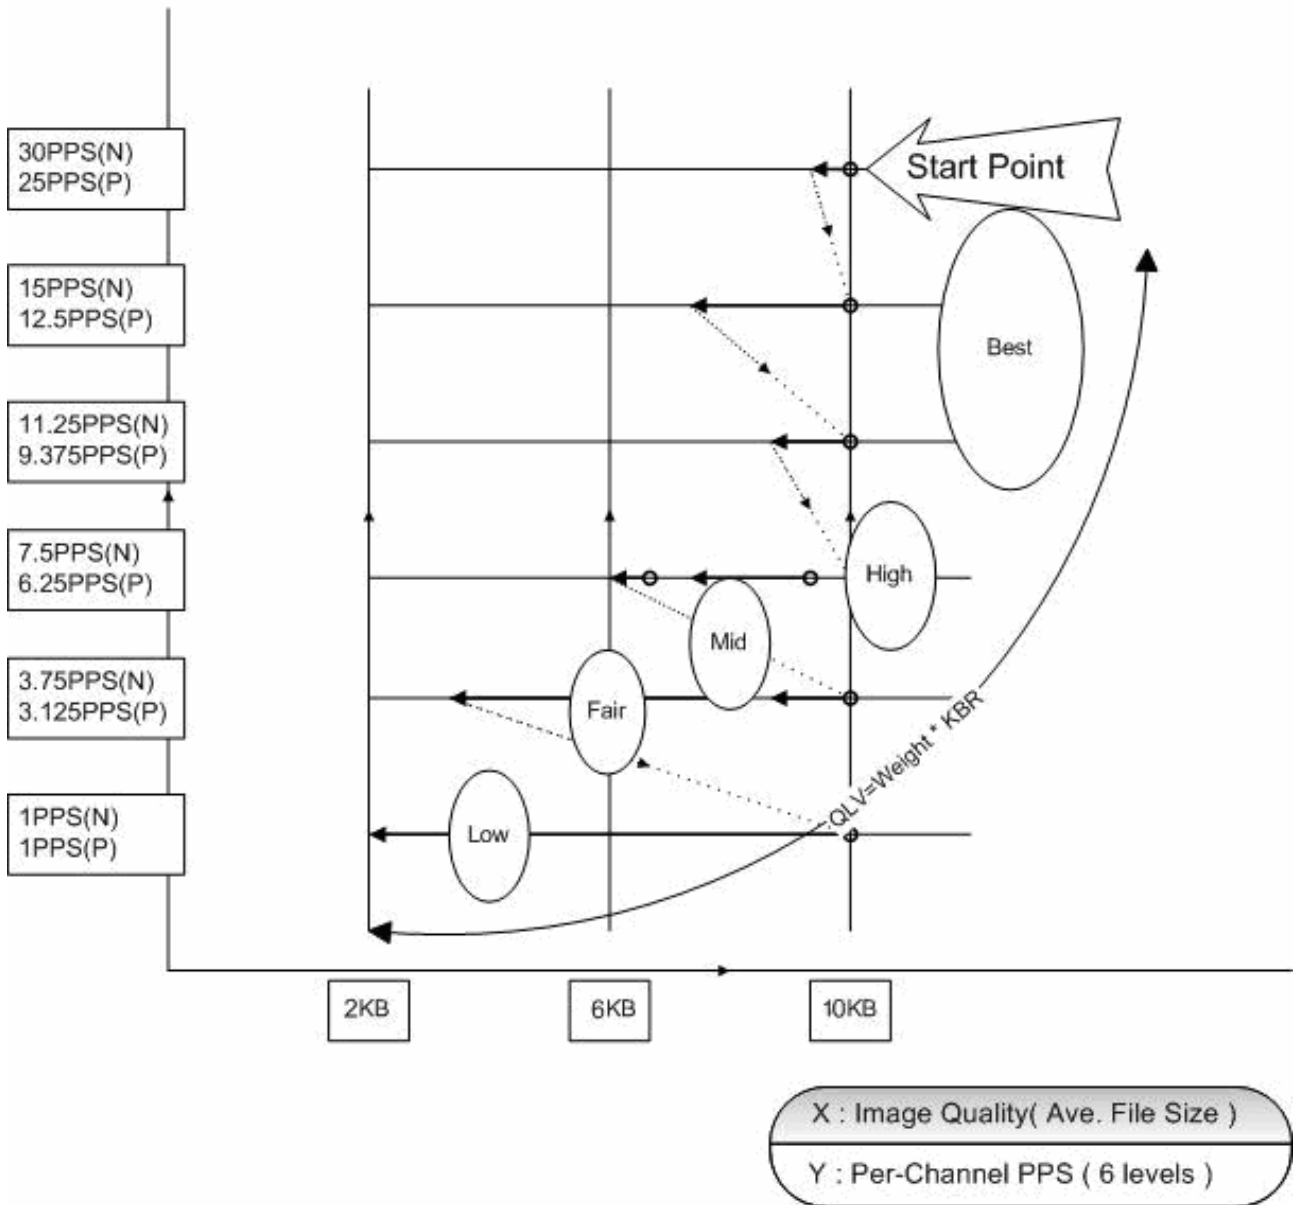 30PPS(N)
25PPS(P)
Start Point
15PPS(N)
12.5PPS(P)
Best
11.25PPS(N)
9.375PPS(P)
7.5PPS(N)
6.25PPS(P)
High
Mid
3.75PPS(N)
3.125PPS(P)
Fair
QLV=Weight * KBR
1PPS(N)
1PPS(P)
Low
2KB
6KB
10KB
X : Image Quality( Ave. File Size )
Y : Per-Channel PPS ( 6 levels )